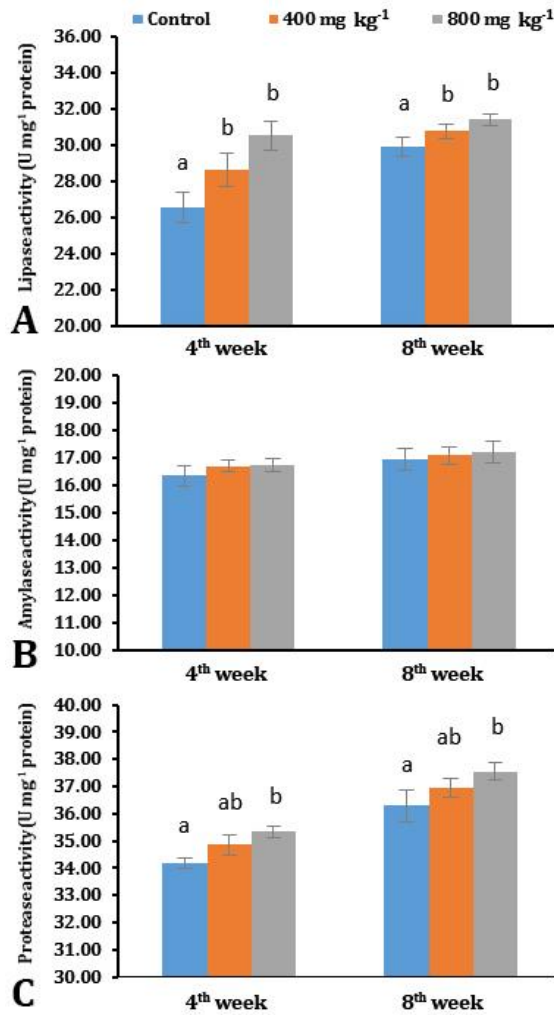 Control 400 mg kg⁻¹ 800 mg kg⁻¹
36.00
34.00
32.00
30.00
28.00
26.00
24.00
22.00
20.00
Lipaseactivity (U mg⁻¹ protein)
a b b a b b
A
4th week 8th week
20.00
19.00
18.00
17.00
16.00
15.00
14.00
13.00
12.00
11.00
10.00
Amylaseactivity (U mg⁻¹ protein)
B
4th week 8th week
40.00
39.00
38.00
37.00
36.00
35.00
34.00
33.00
32.00
31.00
30.00
Proteaseactivity (U mg⁻¹ protein)
a ab b a ab b
C
4th week 8th week